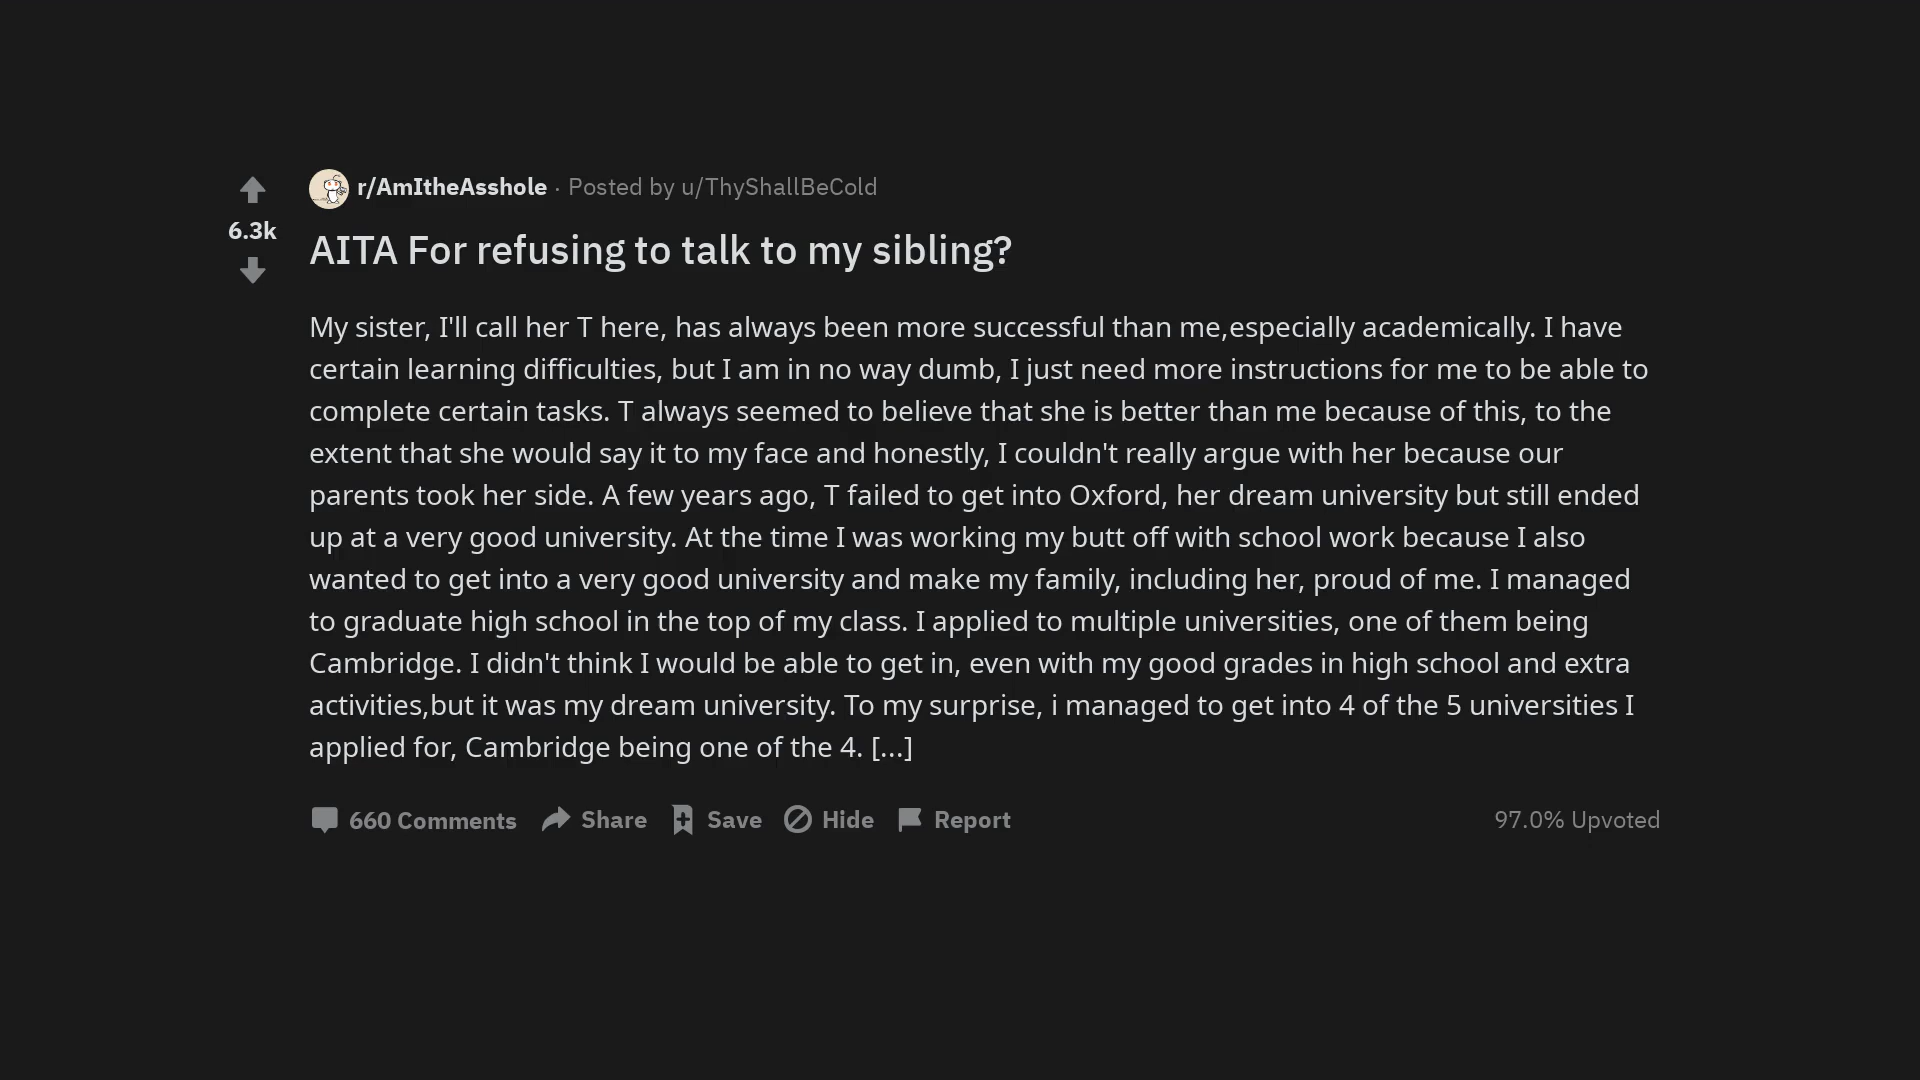 r/AmItheAsshole · Posted by u/ThyShallBeCold
6.3k
AITA For refusing to talk to my sibling?
My sister, I'll call her T here, has always been more successful than me,especially academically. I have
certain learning difficulties, but I am in no way dumb, I just need more instructions for me to be able to
complete certain tasks. T always seemed to believe that she is better than me because of this, to the
extent that she would say it to my face and honestly, I couldn't really argue with her because our
parents took her side. A few years ago, T failed to get into Oxford, her dream university but still ended
up at a very good university. At the time I was working my butt off with school work because I also
wanted to get into a very good university and make my family, including her, proud of me. I managed
to graduate high school in the top of my class. I applied to multiple universities, one of them being
Cambridge. I didn't think I would be able to get in, even with my good grades in high school and extra
activities,but it was my dream university. To my surprise, i managed to get into 4 of the 5 universities I
applied for, Cambridge being one of the 4. [...]
660 Comments Share Save Hide Report 97.0% Upvoted